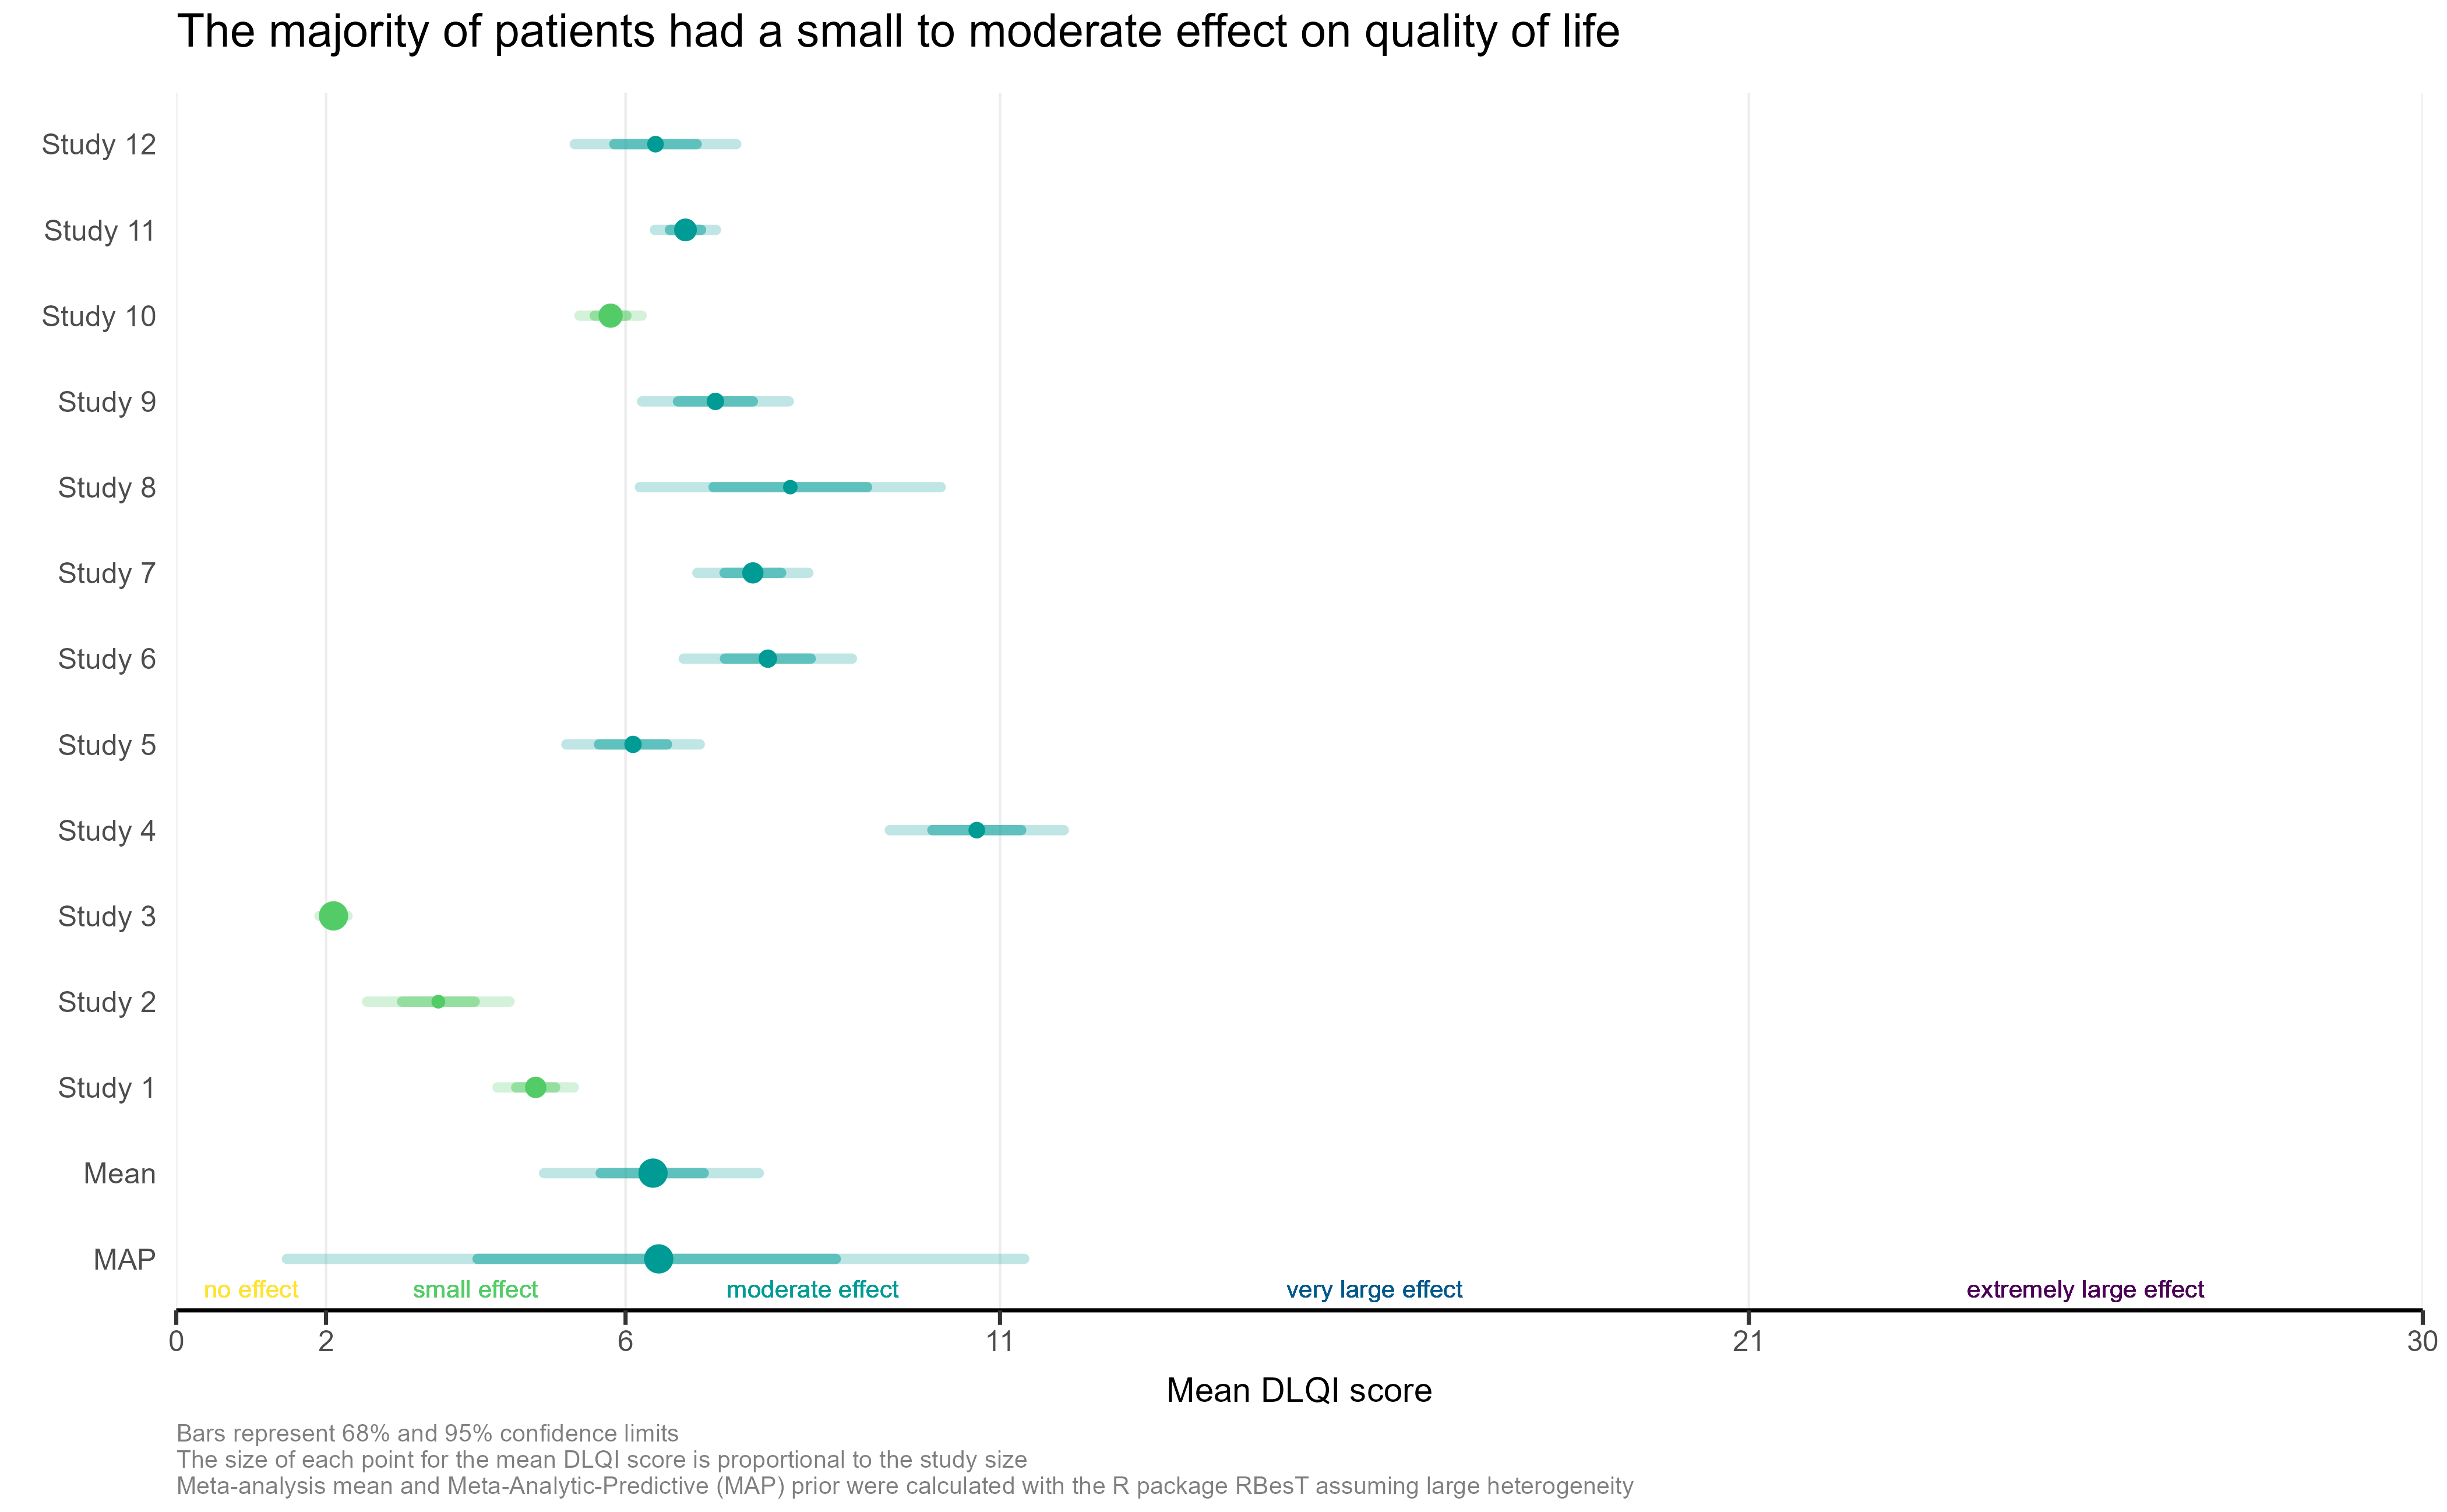 The majority of patients had a small to moderate effect on quality of life
Study 12
Study 11
Study 10
Study 9
Study 8
Study 7
Study 6
Study 5
Study 4
Study 3
Study 2
Study 1
Mean
MAP
no effect small effect moderate effect very large effect extremely large effect
0 2 6 11 21 30
Mean DLQI score
Bars represent 68% and 95% confidence limits
The size of each point for the mean DLQI score is proportional to the study size
Meta-analysis mean and Meta-Analytic-Predictive (MAP) prior were calculated with the R package RBesT assuming large heterogeneity